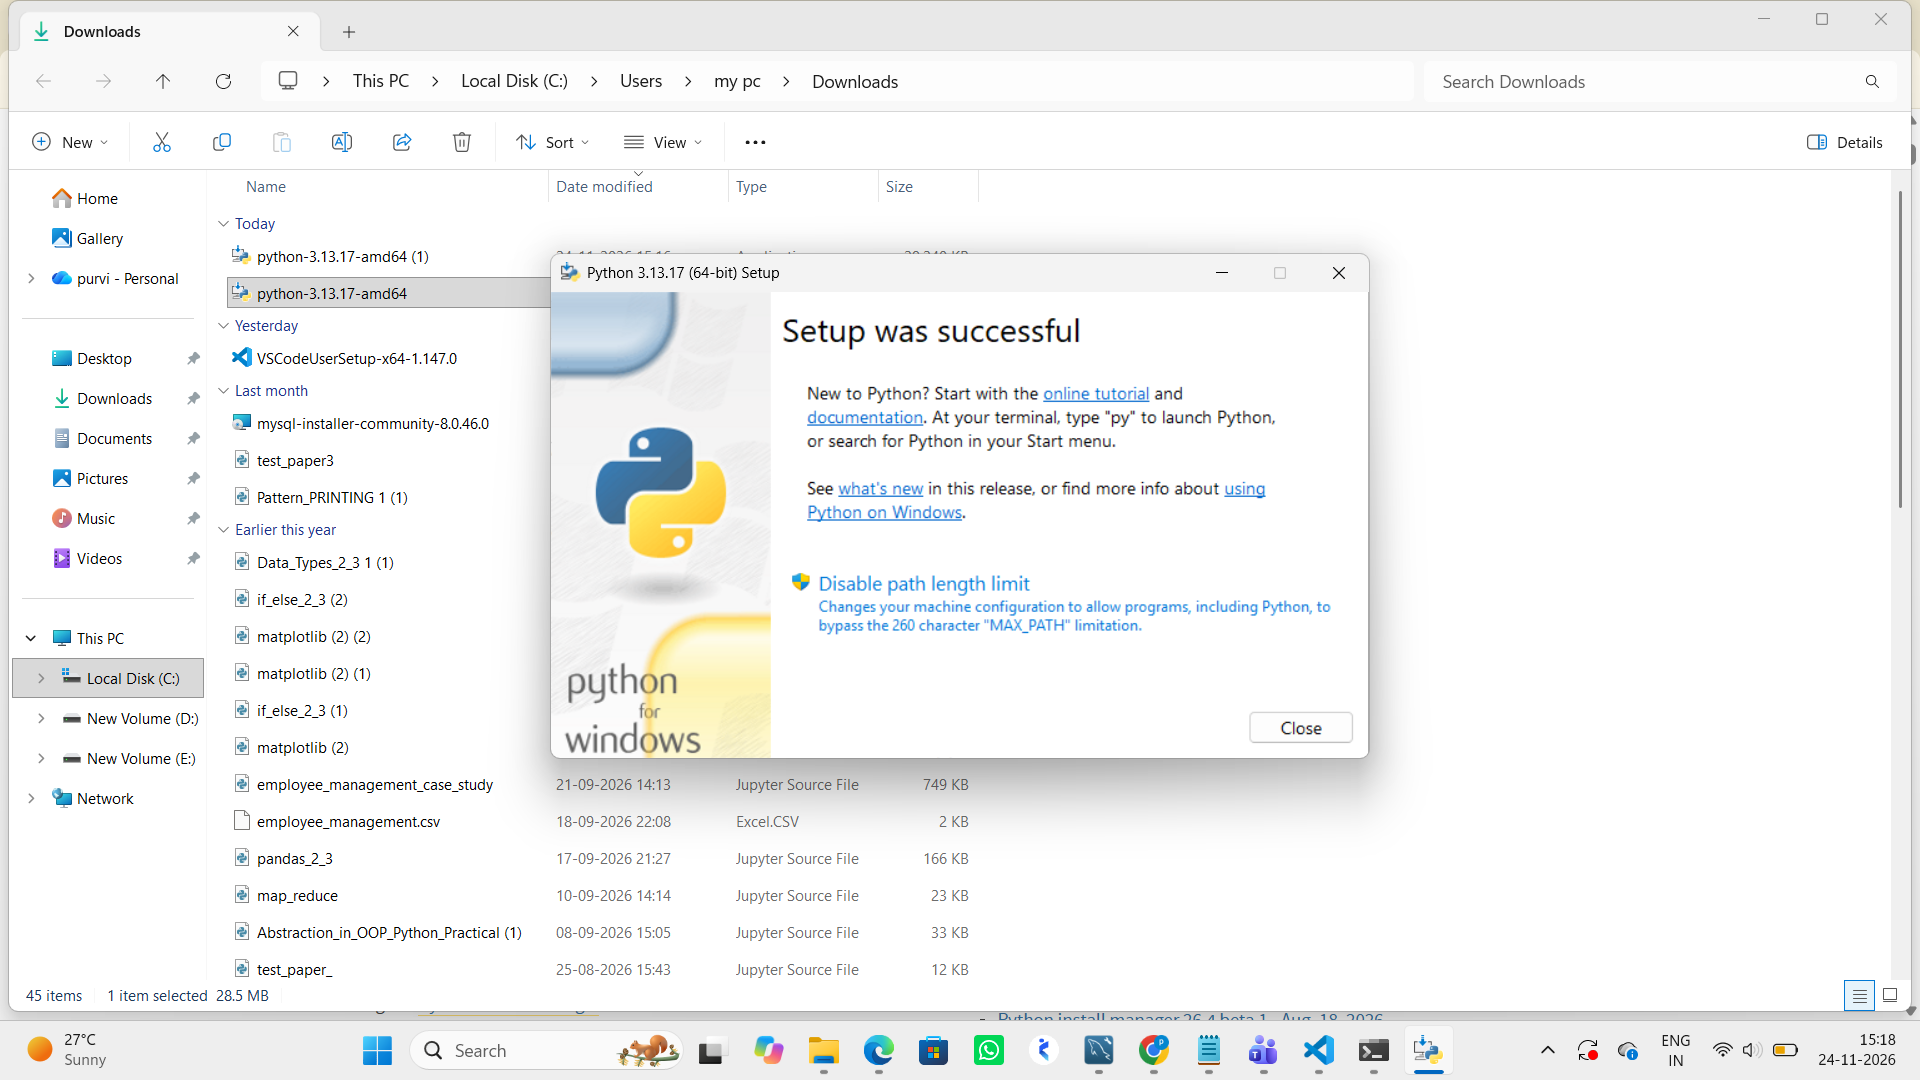 Downloads
This PC
Local Disk (C:)
Users
my pc
Downloads
Search Downloads
New
Sort
View
Details
Name
Date modified
Type
Size
Home
Gallery
purvi - Personal
Desktop
Downloads
Documents
Pictures
Music
Videos
This PC
Local Disk (C:)
New Volume (D:)
New Volume (E:)
Network
Today
python-3.13.17-amd64 (1)
python-3.13.17-amd64
Yesterday
VSCodeUserSetup-x64-1.147.0
Last month
mysql-installer-community-8.0.46.0
test_paper3
Pattern_PRINTING 1 (1)
Earlier this year
Data_Types_2_3 1 (1)
if_else_2_3 (2)
matplotlib (2) (2)
matplotlib (2) (1)
if_else_2_3 (1)
matplotlib (2)
employee_management_case_study 21-09-2026 14:13 Jupyter Source File 749 KB
employee_management.csv 18-09-2026 22:08 Excel.CSV 2 KB
pandas_2_3 17-09-2026 21:27 Jupyter Source File 166 KB
map_reduce 10-09-2026 14:14 Jupyter Source File 23 KB
Abstraction_in_OOP_Python_Practical (1) 08-09-2026 15:05 Jupyter Source File 33 KB
test_paper_ 25-08-2026 15:43 Jupyter Source File 12 KB
Python 3.13.17 (64-bit) Setup
Setup was successful
New to Python? Start with the online tutorial and
documentation. At your terminal, type "py" to launch Python,
or search for Python in your Start menu.
See what's new in this release, or find more info about using
Python on Windows.
Disable path length limit
Changes your machine configuration to allow programs, including Python, to
bypass the 260 character "MAX_PATH" limitation.
Close
python
for
windows
45 items
1 item selected 28.5 MB
Python install manager 26.4 beta 1 - Aug. 18, 2026
27°C
Sunny
Search
ENG
IN
15:18
24-11-2026